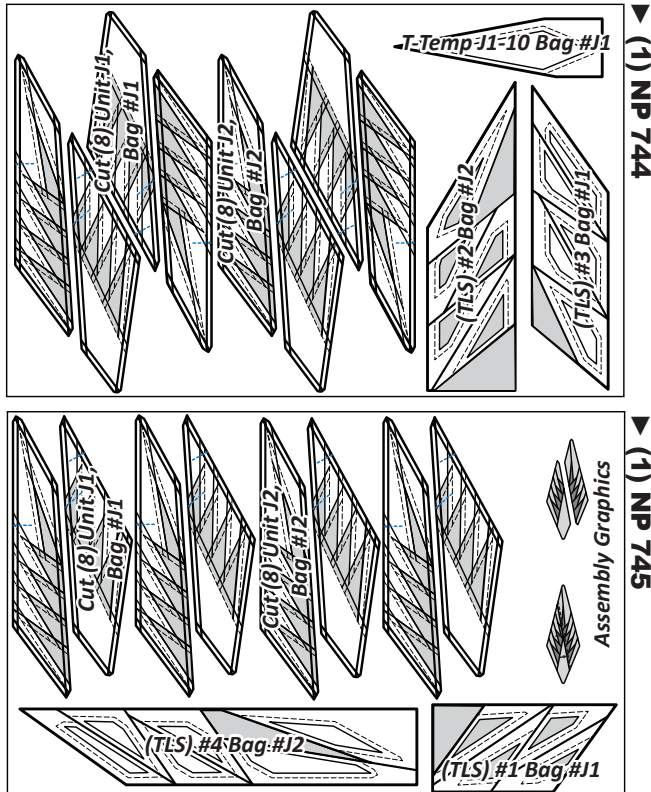 ▶ (1) NP 744
T-Temp J1-10 Bag #J1
Cut (8) Unit J1,
Bag #J1
Cut (8) Unit J2,
Bag #J2
(TLS) #2 Bag #J2
(TLS) #3 Bag #J1
▶ (1) NP 745
Cut (8) Unit J1,
Bag #J1
Cut (8) Unit J2,
Bag #J2
Assembly Graphics
(TLS) #4 Bag #J2
(TLS) #1 Bag #J1